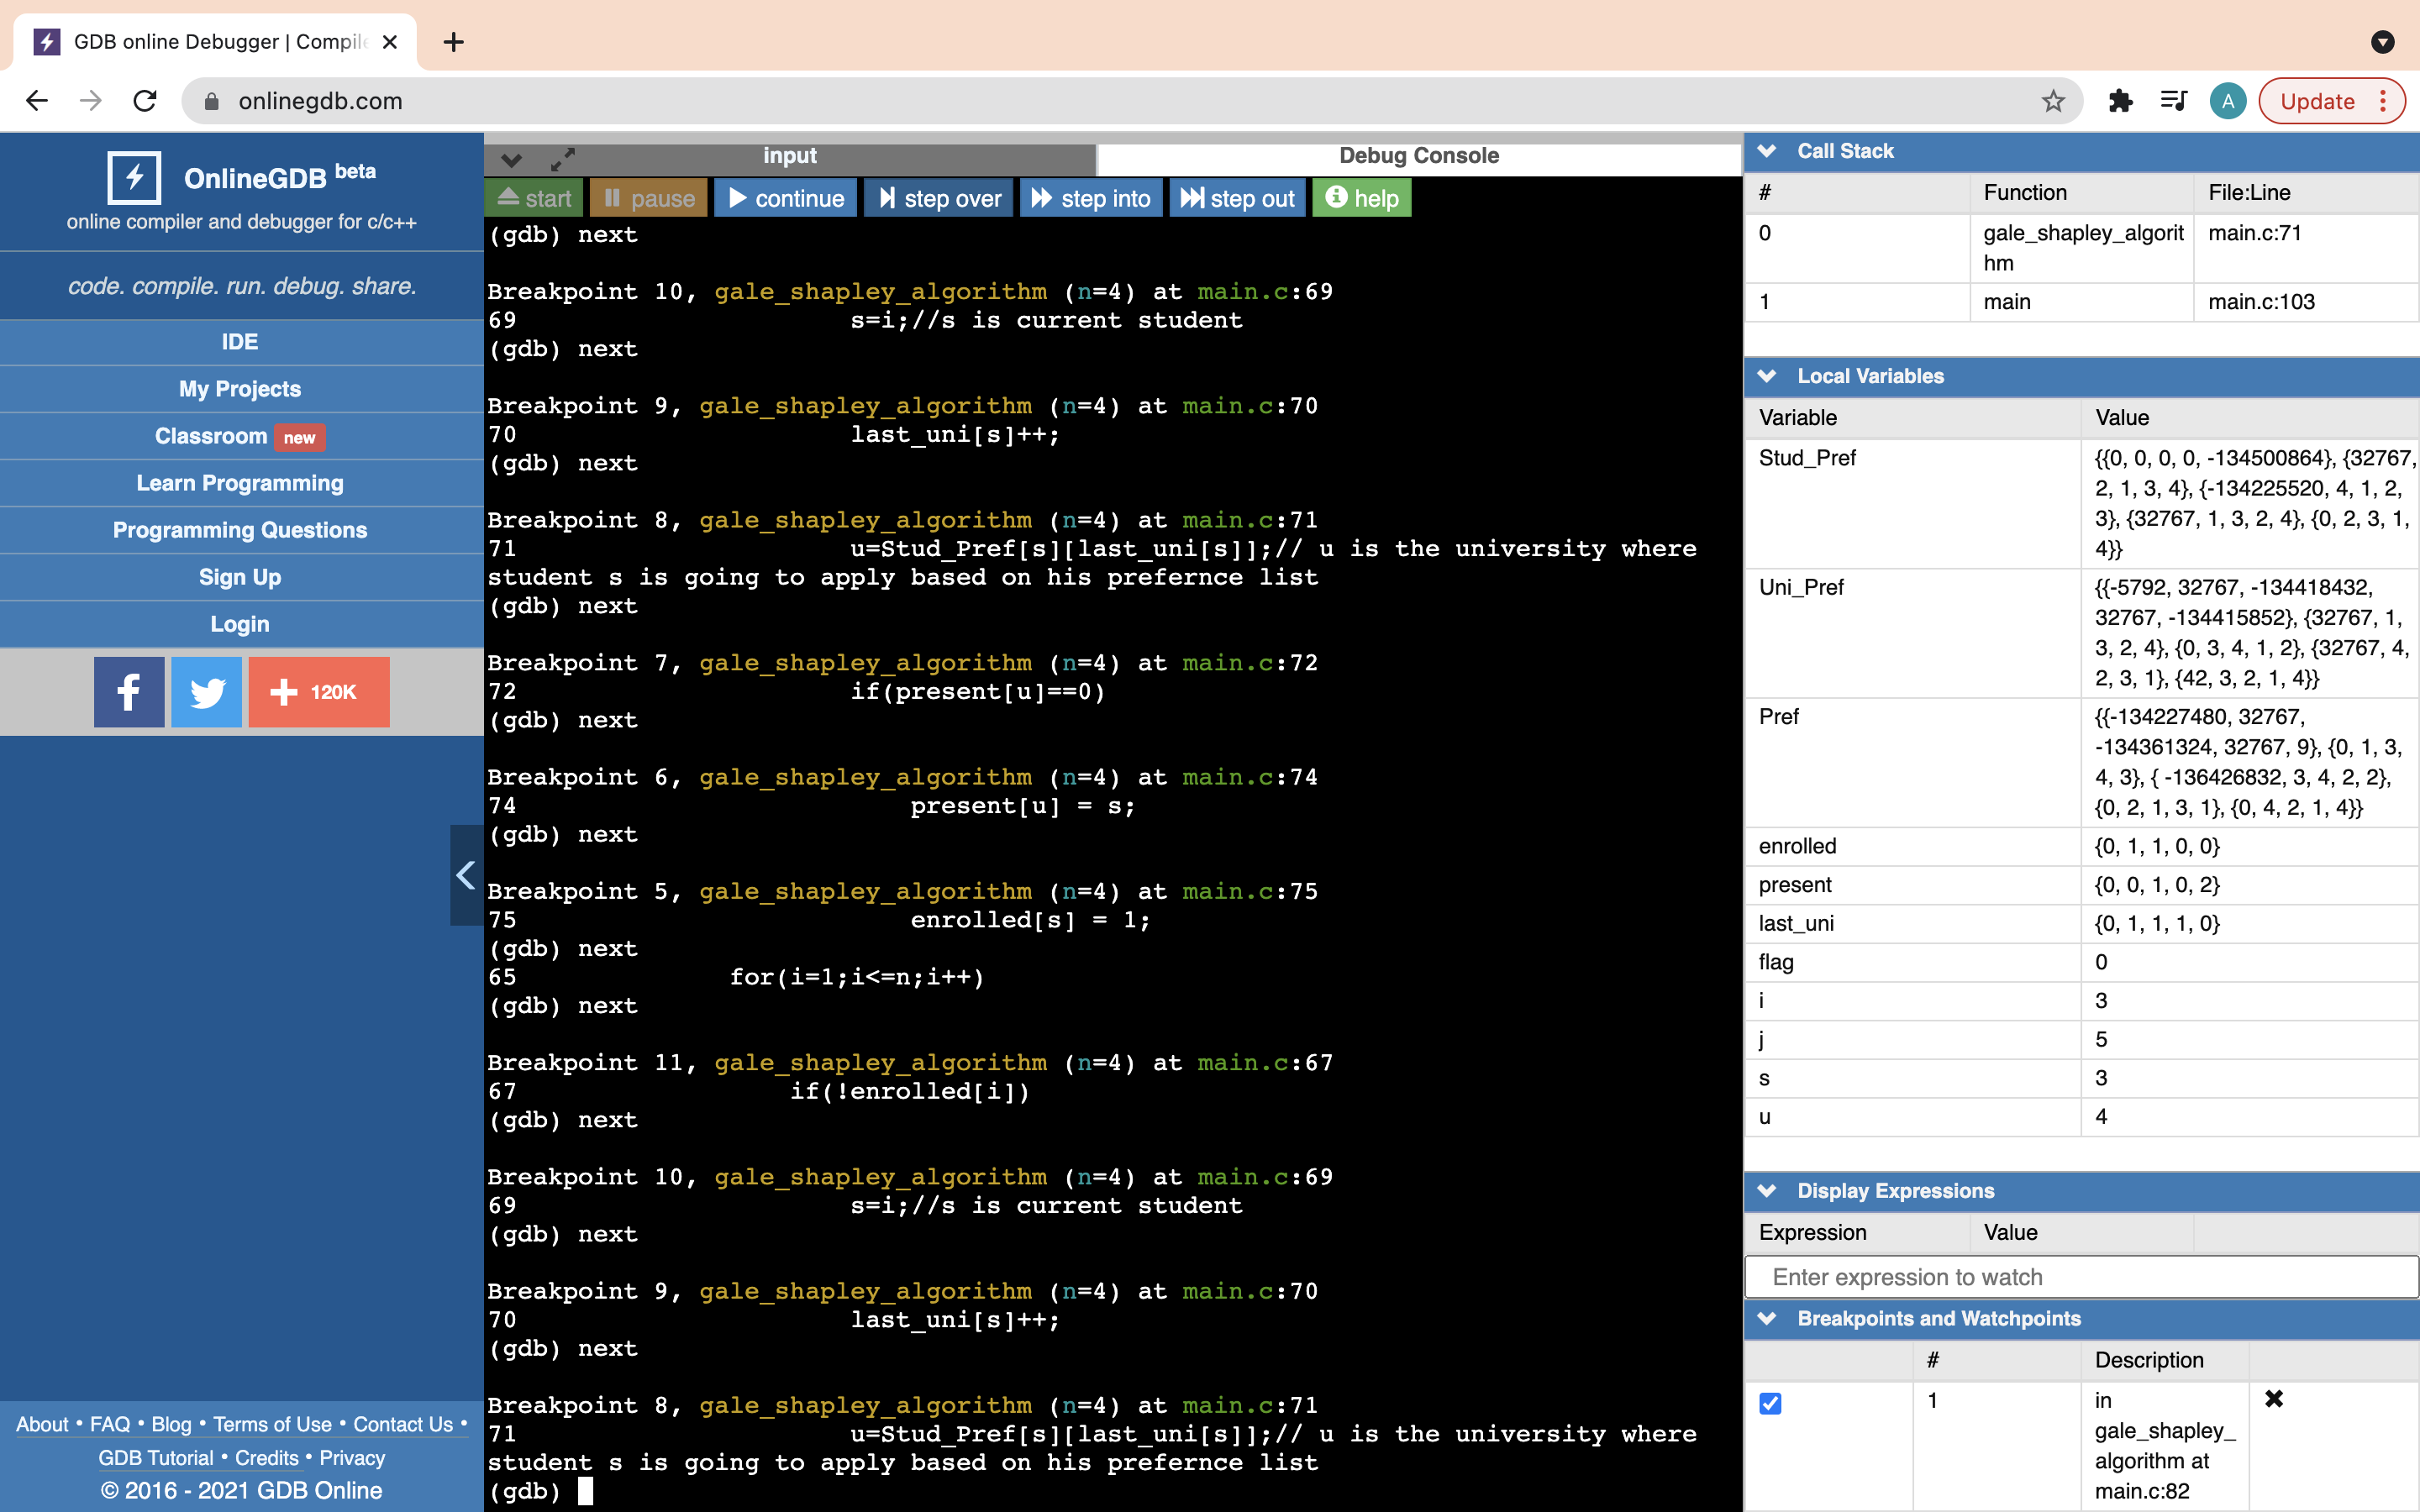 GDB online Debugger | Compile
onlinegdb.com
A
Update
OnlineGDB beta
online compiler and debugger for c/c++
code. compile. run. debug. share.
IDE
My Projects
Classroom new
Learn Programming
Programming Questions
Sign Up
Login
120K
About • FAQ • Blog • Terms of Use • Contact Us •
GDB Tutorial • Credits • Privacy
© 2016 - 2021 GDB Online
input
Debug Console
start pause continue step over step into step out help
(gdb) next
Breakpoint 10, gale_shapley_algorithm (n=4) at main.c:69
69 s=i;//s is current student
(gdb) next
Breakpoint 9, gale_shapley_algorithm (n=4) at main.c:70
70 last_uni[s]++;
(gdb) next
Breakpoint 8, gale_shapley_algorithm (n=4) at main.c:71
71 u=Stud_Pref[s][last_uni[s]];// u is the university where
student s is going to apply based on his prefernce list
(gdb) next
Breakpoint 7, gale_shapley_algorithm (n=4) at main.c:72
72 if(present[u]==0)
(gdb) next
Breakpoint 6, gale_shapley_algorithm (n=4) at main.c:74
74 present[u] = s;
(gdb) next
Breakpoint 5, gale_shapley_algorithm (n=4) at main.c:75
75 enrolled[s] = 1;
(gdb) next
65 for(i=1;i<=n;i++)
(gdb) next
Breakpoint 11, gale_shapley_algorithm (n=4) at main.c:67
67 if(!enrolled[i])
(gdb) next
Breakpoint 10, gale_shapley_algorithm (n=4) at main.c:69
69 s=i;//s is current student
(gdb) next
Breakpoint 9, gale_shapley_algorithm (n=4) at main.c:70
70 last_uni[s]++;
(gdb) next
Breakpoint 8, gale_shapley_algorithm (n=4) at main.c:71
71 u=Stud_Pref[s][last_uni[s]];// u is the university where
student s is going to apply based on his prefernce list
(gdb)
Call Stack
# Function File:Line
0 gale_shapley_algorit main.c:71
hm
1 main main.c:103
Local Variables
Variable Value
Stud_Pref {{0, 0, 0, 0, -134500864}, {32767,
2, 1, 3, 4}, {-134225520, 4, 1, 2,
3}, {32767, 1, 3, 2, 4}, {0, 2, 3, 1,
4}}
Uni_Pref {{-5792, 32767, -134418432,
32767, -134415852}, {32767, 1,
3, 2, 4}, {0, 3, 4, 1, 2}, {32767, 4,
2, 3, 1}, {42, 3, 2, 1, 4}}
Pref {{-134227480, 32767,
-134361324, 32767, 9}, {0, 1, 3,
4, 3}, { -136426832, 3, 4, 2, 2},
{0, 2, 1, 3, 1}, {0, 4, 2, 1, 4}}
enrolled {0, 1, 1, 0, 0}
present {0, 0, 1, 0, 2}
last_uni {0, 1, 1, 1, 0}
flag 0
i 3
j 5
s 3
u 4
Display Expressions
Expression Value
Enter expression to watch
Breakpoints and Watchpoints
# Description
1 in
gale_shapley_
algorithm at
main.c:82